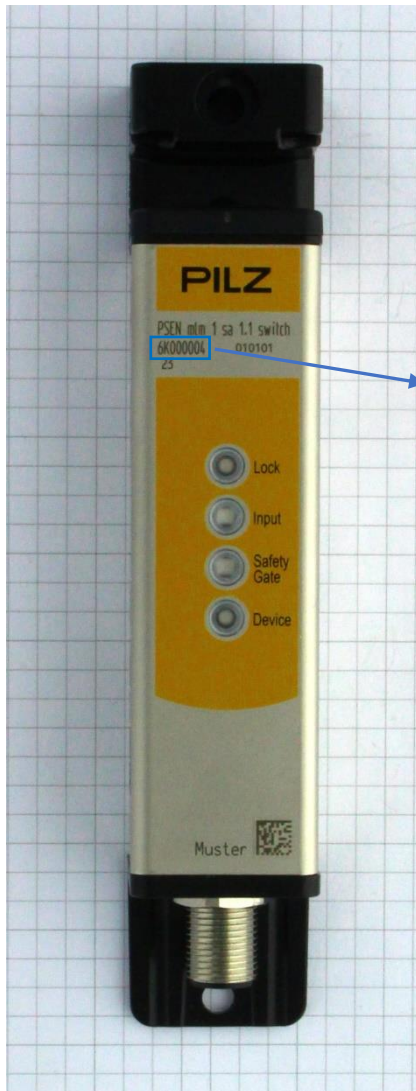 PILZ
PSEN mlm 1 sa 1.1 switch
6K000004 010101
23
Lock
Input
Safety
Gate
Device
Muster